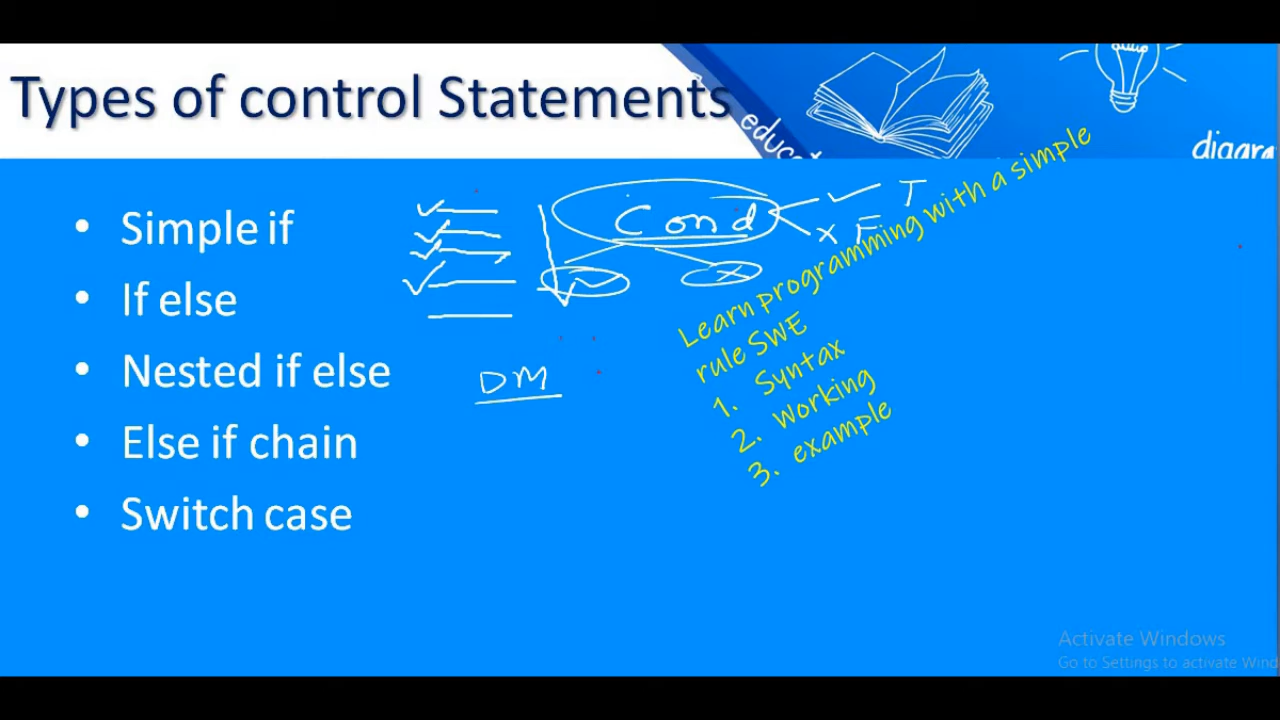 Types of control Statements
educat
diagra
• Simple if
• If else
• Nested if else
• Else if chain
• Switch case
Cond
✓ T
x F
x
DM
Learn programming with a simple
rule SWE
1. Syntax
2. Working
3. example
Activate Windows
Go to Settings to activate Wind